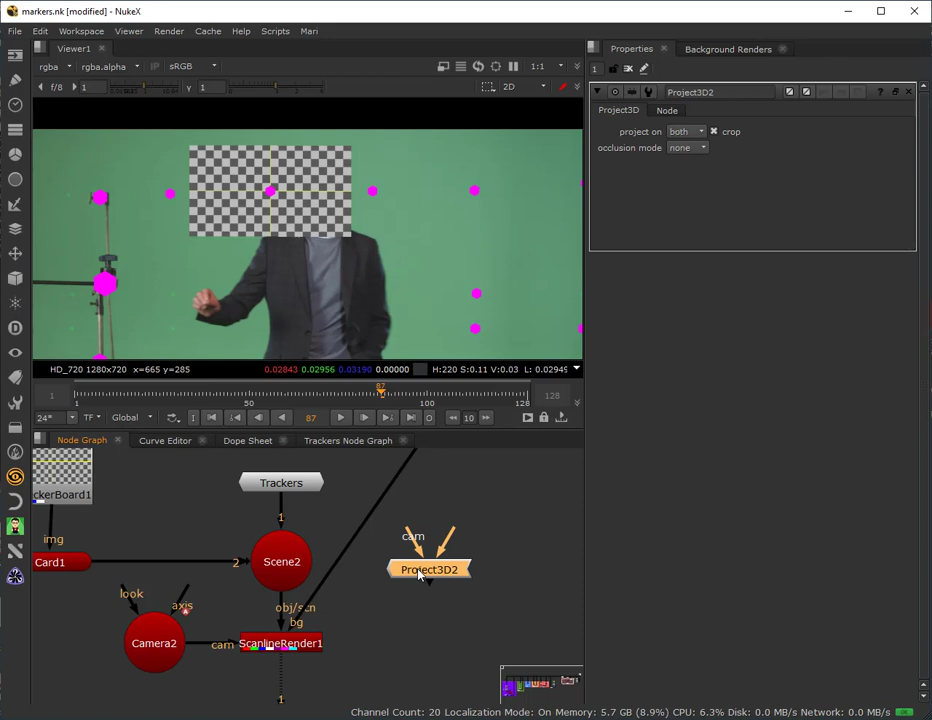 markers.nk [modified] - NukeX
File Edit Workspace Viewer Render Cache Help Scripts Mari
Viewer1
rgba rgba.alpha IP sRGB 1:1
f/8 1 γ 1 2D
HD_720 1280x720 x=665 y=285 0.02843 0.02956 0.03190 0.00000 H:220 S:0.11 V:0.03 L: 0.02949
1 1 50 87 100 128 128
24* TF Global 87 10
Node Graph Curve Editor Dope Sheet Trackers Node Graph
ckerBoard1
img
Card1
Trackers
1
2
Scene2
look
axis
Camera2
cam
obj/scn
bg
ScanlineRender1
1
cam
Project3D2
Properties Background Renders
1
Project3D2
Project3D Node
project on both crop
occlusion mode none
Channel Count: 20 Localization Mode: On Memory: 5.7 GB (8.9%) CPU: 6.3% Disk: 0.0 MB/s Network: 0.0 MB/s